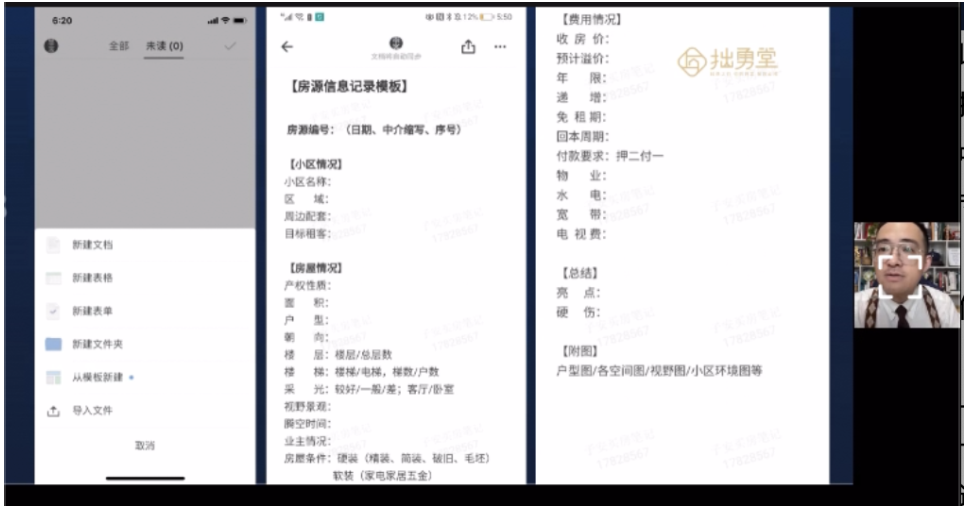 6:20
全部 未读 (0)
新建文档
新建表格
新建表单
新建文件夹
从模板新建
导入文件
取消
12% 5:50
【房源信息记录模板】
房源编号：（日期、中介缩写、序号）
【小区情况】
小区名称：
区 域：
周边配套：
目标租客：
【房屋情况】
产权性质：
面 积：
户 型：
朝 向：
楼 层：楼层/总层数
楼 梯：楼梯/电梯，梯数/户数
采 光：较好/一般/差；客厅/卧室
视野景观：
腾空时间：
业主情况：
房屋条件：硬装（精装、简装、破旧、毛坯）
软装（家电家居五金）
【费用情况】
收 房 价：
预计溢价：
年 限：
递 增：
免 租 期：
回本周期：
付款要求：押二付一
物 业：
水 电：
宽 带：
电 视 费：
【总结】
亮 点：
硬 伤：
【附图】
户型图/各空间图/视野图/小区环境图等
拙勇堂
17828567